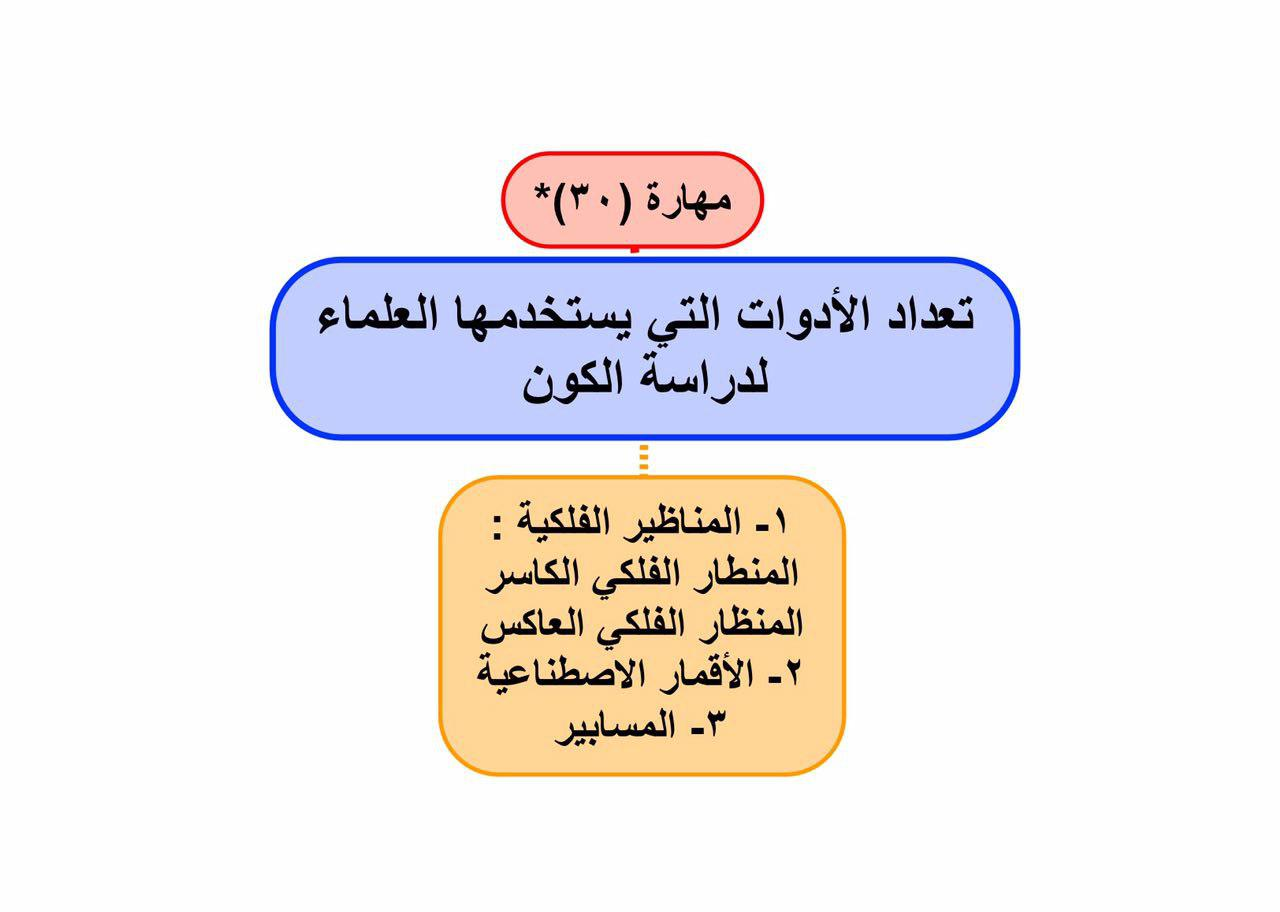 مهارة (٣٠)*
تعداد الأدوات التي يستخدمها العلماء
لدراسة الكون
١- المناظير الفلكية :
المنطار الفلكي الكاسر
المنظار الفلكي العاكس
٢- الأقمار الاصطناعية
٣- المسابير